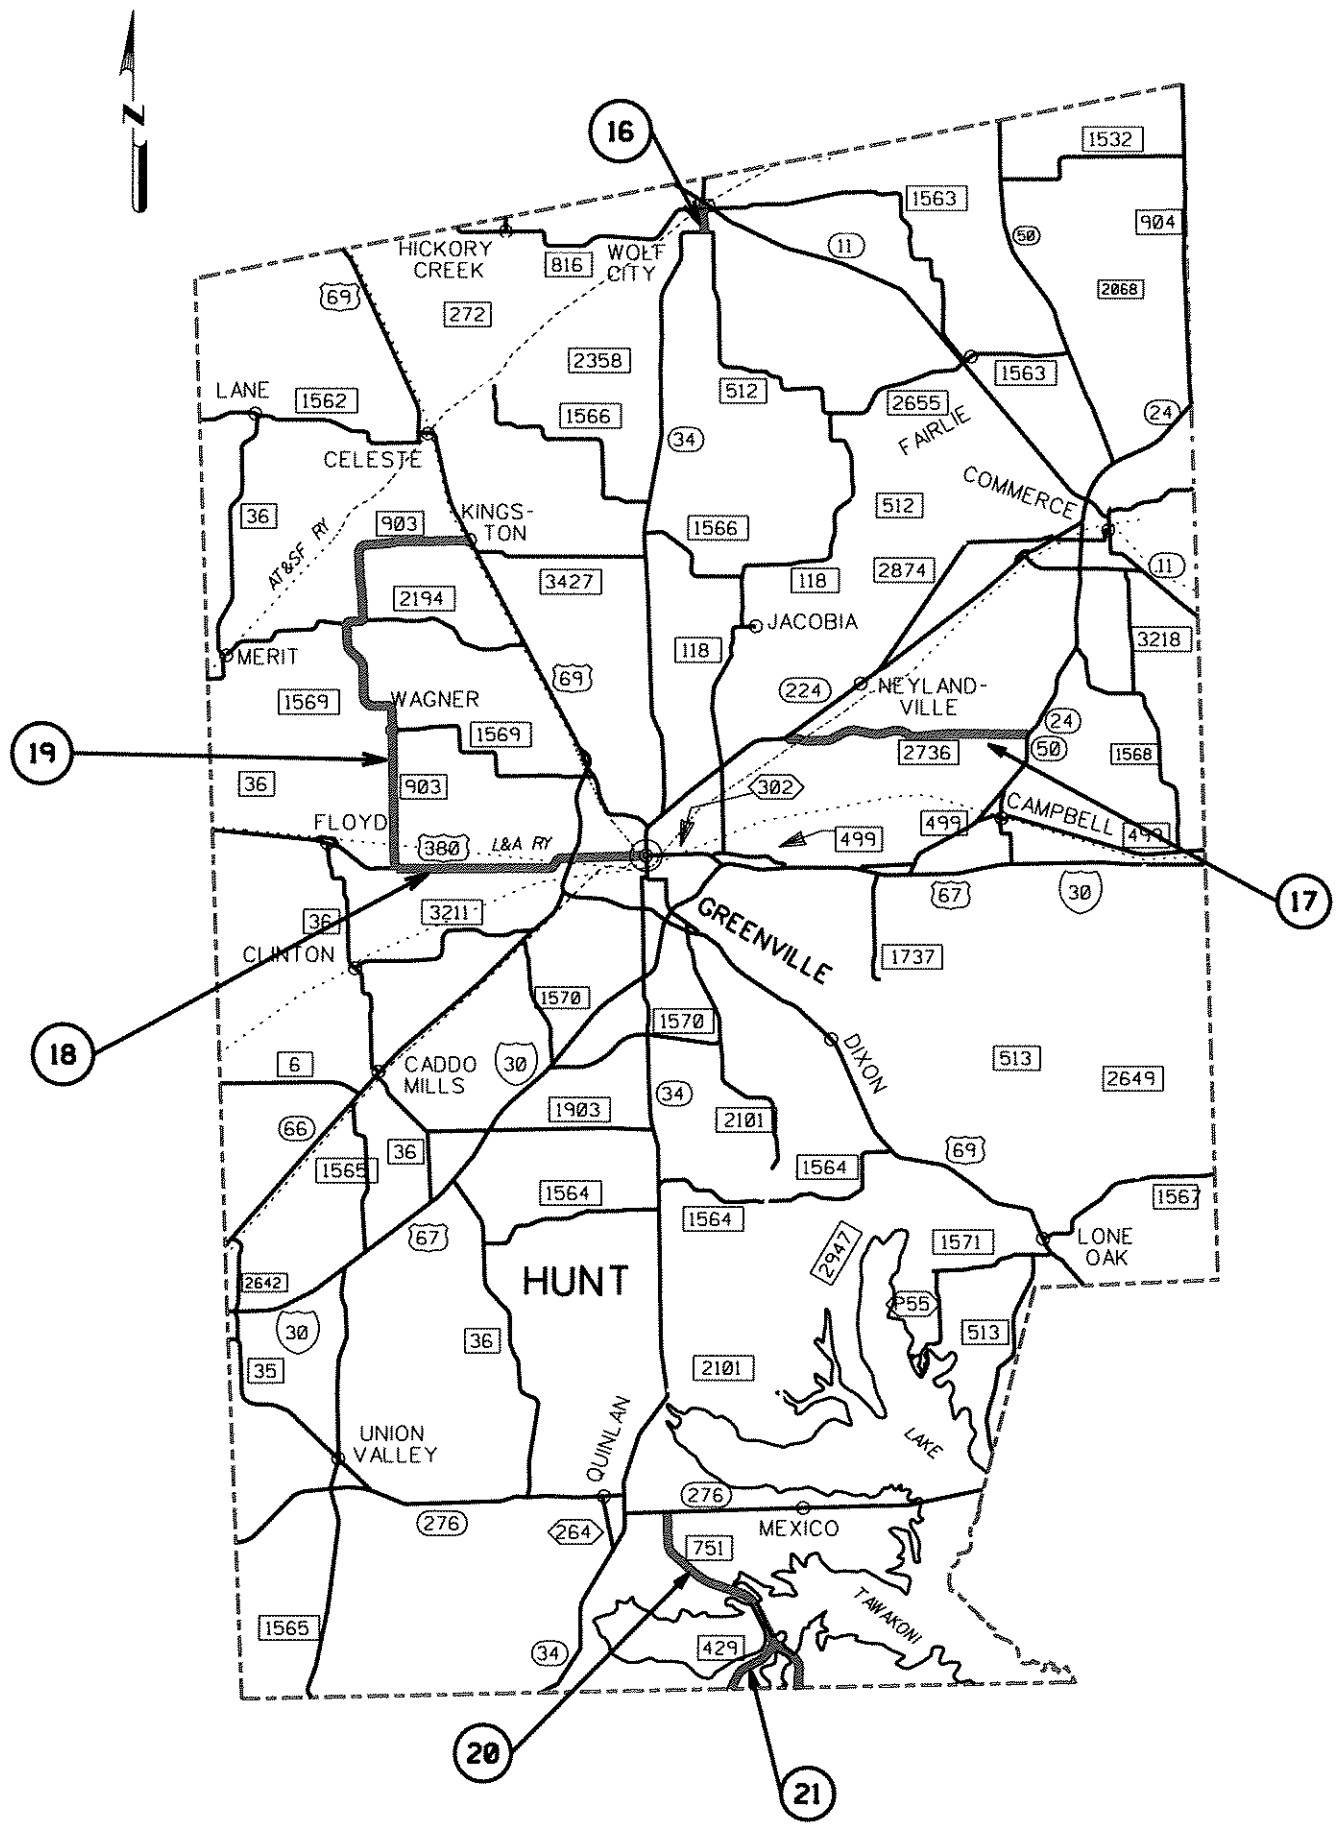 N
16
1532
1563
904
50
11
HICKORY
CREEK
816
WOLF
CITY
69
2068
272
2358
1563
LANE
1562
512
2655
24
1566
34
FAIRLIE
CELESTE
COMMERCE
36
903
KINGS-
TON
1566
512
AT&SF RY
3427
118
2874
11
2194
JACOBIA
3218
MERIT
118
69
224
NEYLAND-
VILLE
1569
WAGNER
24
19
1569
2736
50
1568
36
903
302
CAMPBELL
FLOYD
380
L&A RY
499
499
499
67
30
17
36
3211
GREENVILLE
CLINTON
1737
1570
1570
18
6
CADDO
MILLS
30
DIXON
513
2649
34
1903
2101
66
1565
36
69
1564
1564
1564
1567
67
2947
1571
LONE
OAK
2642
HUNT
P55
30
36
513
35
2101
UNION
VALLEY
QUINLAN
LAKE
276
276
264
MEXICO
751
TAWAKONI
1565
34
429
20
21